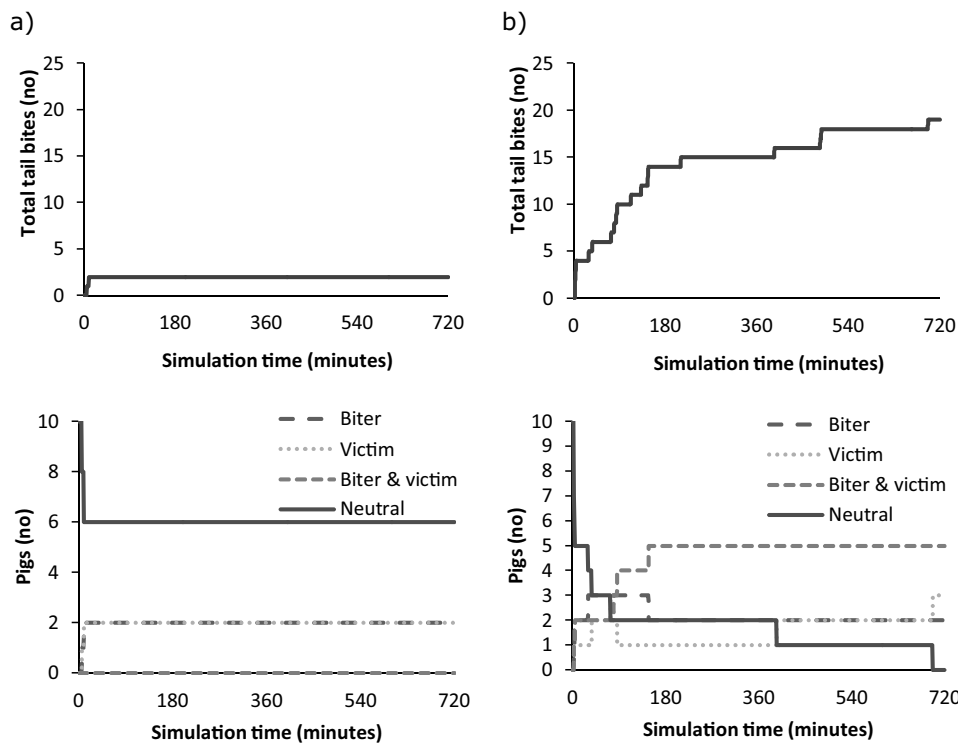 a)
25
20
15
10
5
0
Total tail bites (no)
0 180 360 540 720
Simulation time (minutes)
b)
25
20
15
10
5
0
Total tail bites (no)
0 180 360 540 720
Simulation time (minutes)
10
8
6
4
2
0
Pigs (no)
Biter
Victim
Biter & victim
Neutral
0 180 360 540 720
Simulation time (minutes)
10
9
8
7
6
5
4
3
2
1
0
Pigs (no)
Biter
Victim
Biter & victim
Neutral
0 180 360 540 720
Simulation time (minutes)